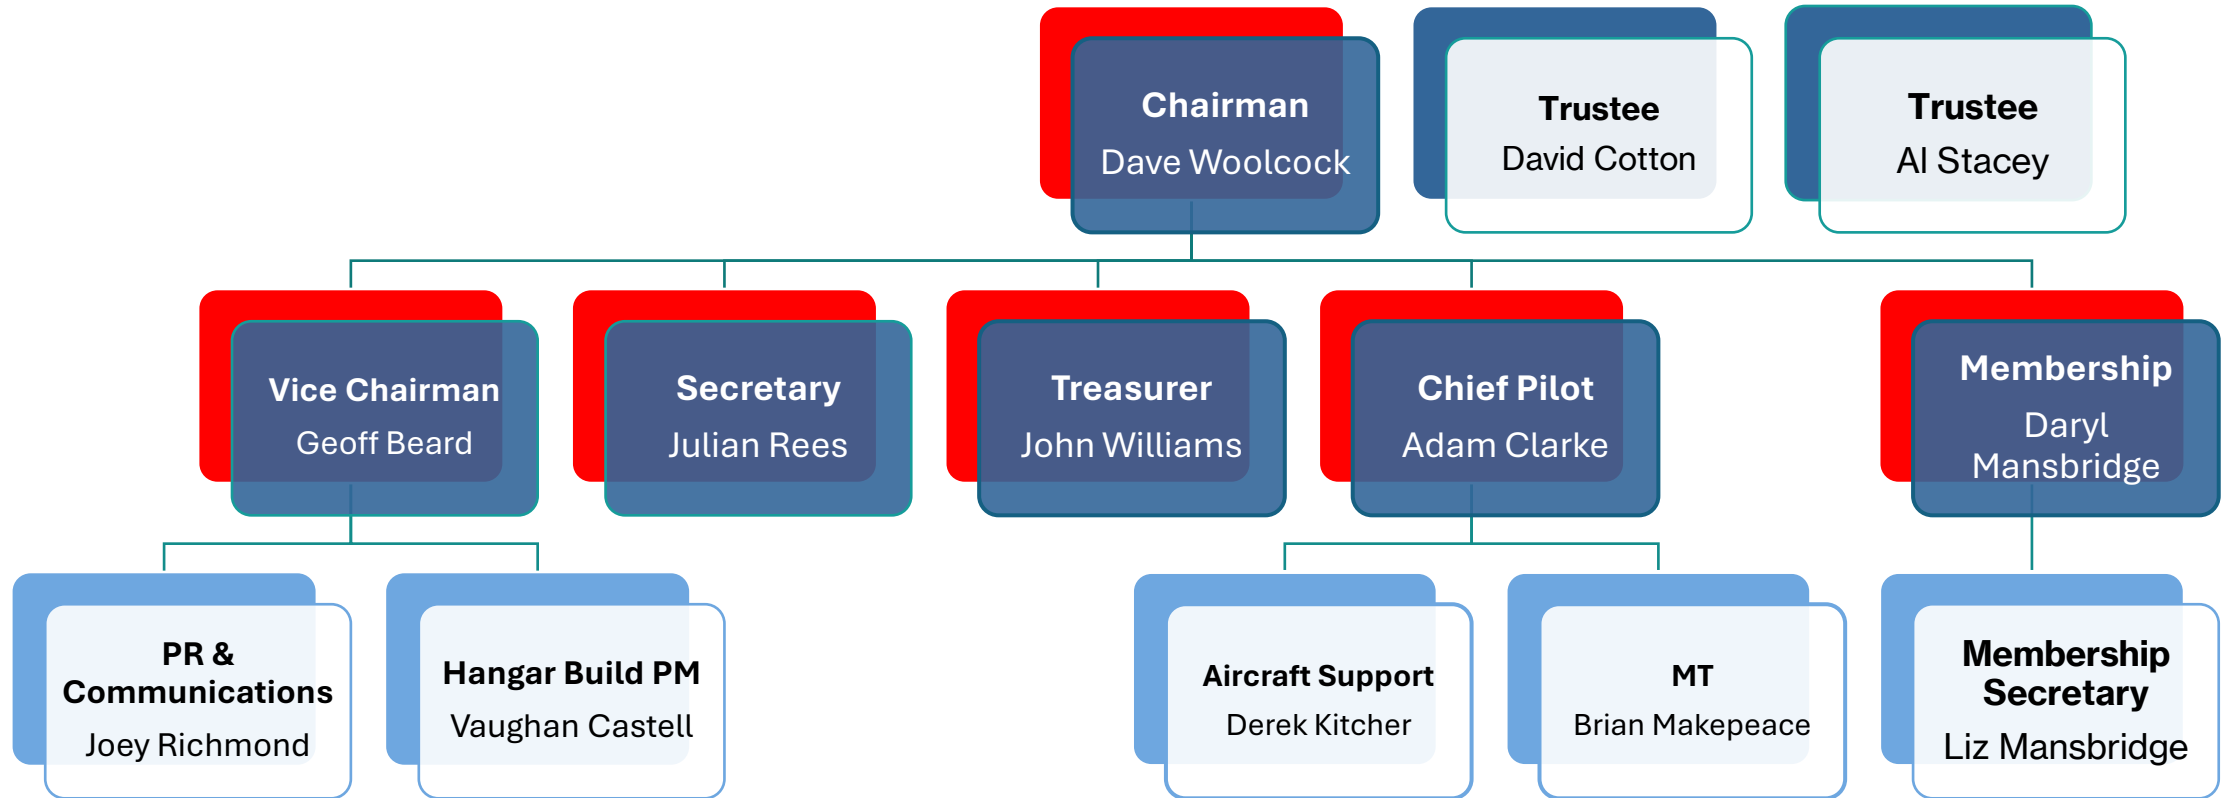 Chairman
Dave Woolcock
Trustee
David Cotton
Trustee
Al Stacey
Vice Chairman
Geoff Beard
Secretary
Julian Rees
Treasurer
John Williams
Chief Pilot
Adam Clarke
Membership
Daryl
Mansbridge
PR &
Communications
Joey Richmond
Hangar Build PM
Vaughan Castell
Aircraft Support
Derek Kitcher
MT
Brian Makepeace
Membership
Secretary
Liz Mansbridge